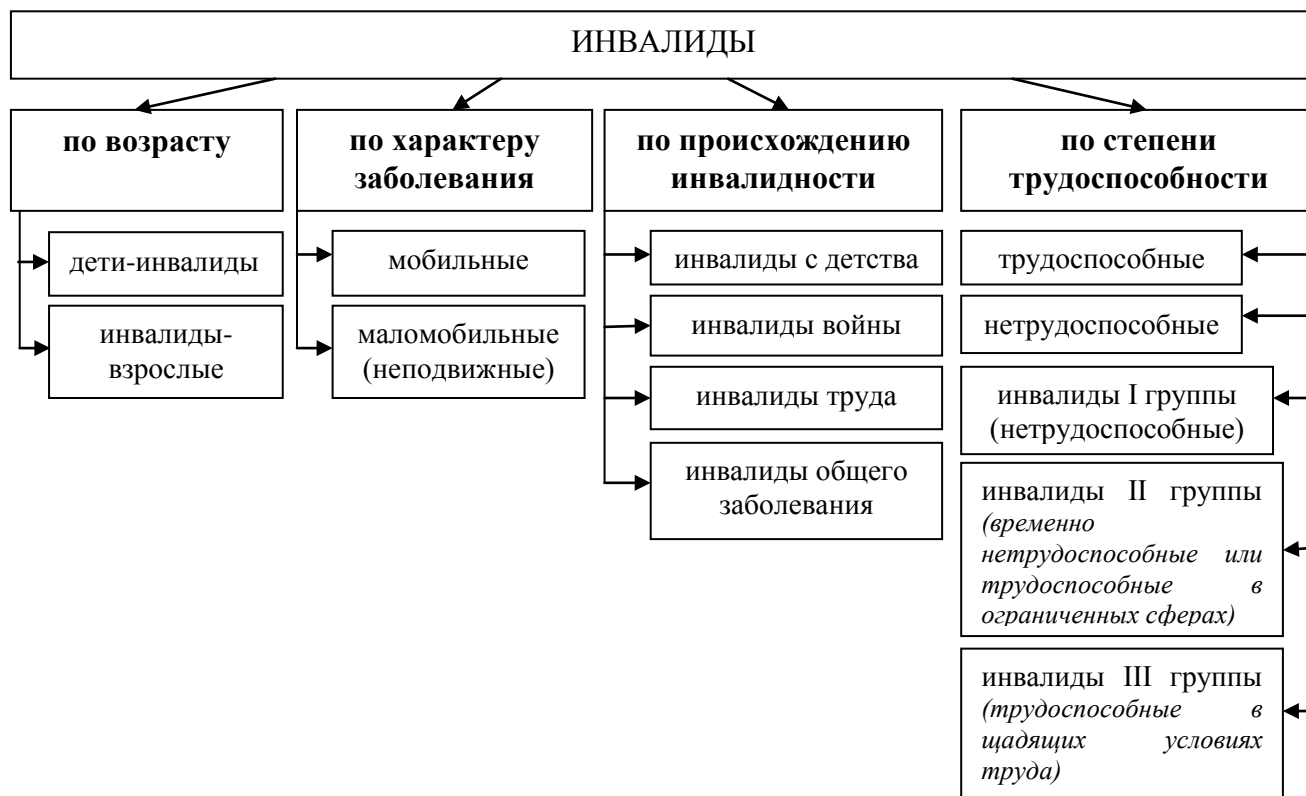 ИНВАЛИДЫ
по возрасту
по характеру
заболевания
по происхождению
инвалидности
по степени
трудоспособности
дети-инвалиды
инвалиды-
взрослые
мобильные
маломобильные
(неподвижные)
инвалиды с детства
инвалиды войны
инвалиды труда
инвалиды общего
заболевания
трудоспособные
нетрудоспособные
инвалиды I группы
(нетрудоспособные)
инвалиды II группы
(временно
нетрудоспособные или
трудоспособные в
ограниченных сферах)
инвалиды III группы
(трудоспособные в
щадящих условиях
труда)